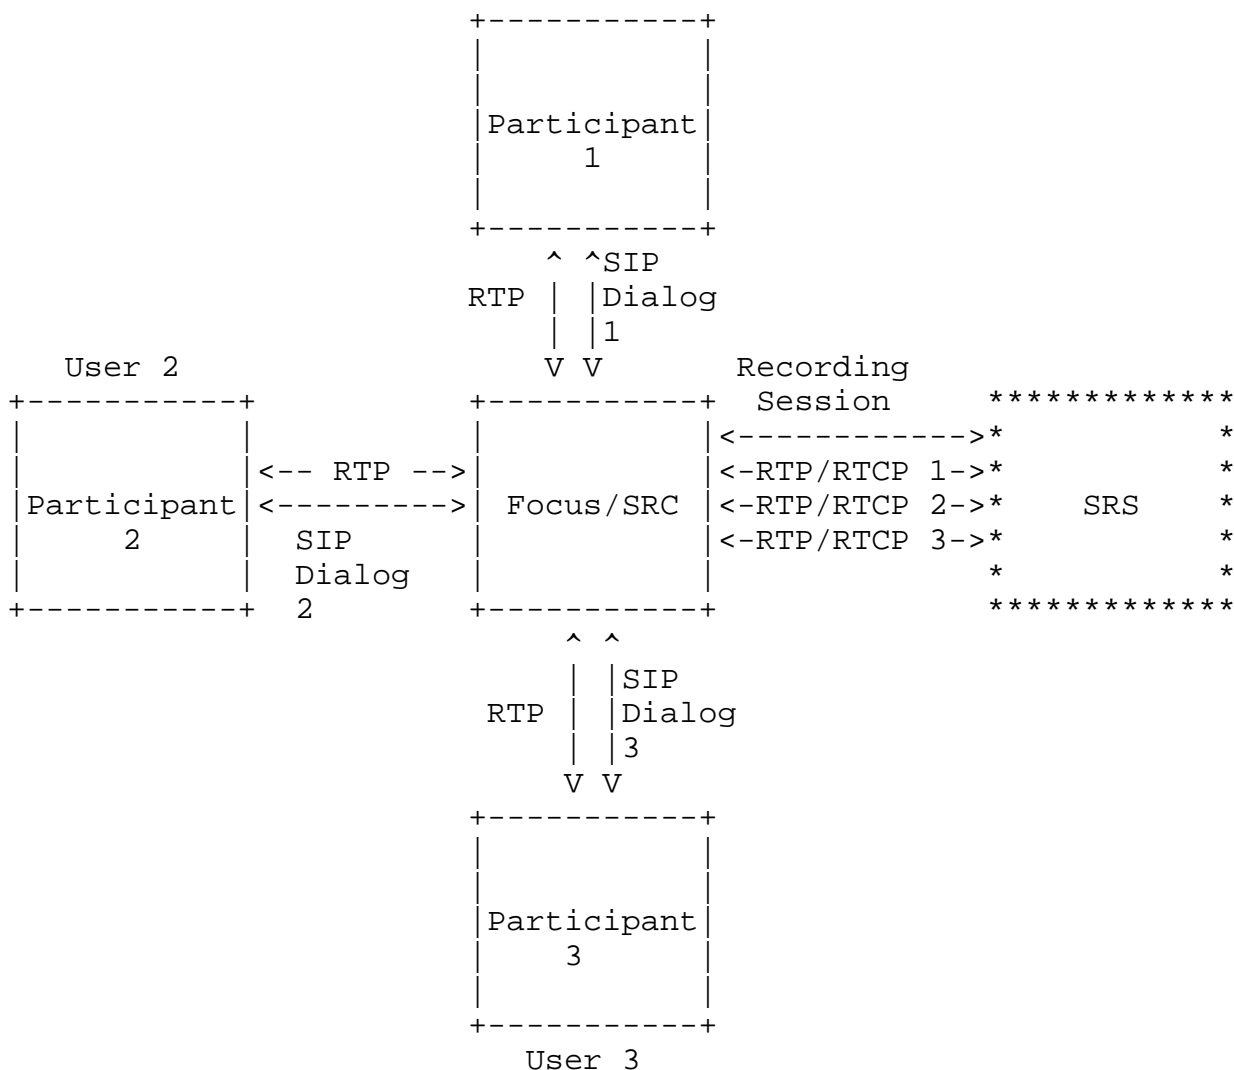 +-----------+
|           |
|           |
|Participant|
|     1     |
|           |
+-----------+
^ ^SIP
RTP | |Dialog
| |1
User 2 V V Recording
+-----------+ +-----------+ Session *************
| | | |<------------>* *
| |<-- RTP -->| |<-RTP/RTCP 1->* *
|Participant|<--------->| Focus/SRC |<-RTP/RTCP 2->* SRS *
| 2 | SIP | |<-RTP/RTCP 3->* *
| | Dialog | | * *
+-----------+ 2 +-----------+ *************
^ ^
| |SIP
RTP | |Dialog
| |3
V V
+-----------+
|           |
|           |
|Participant|
|    3      |
|           |
+-----------+
User 3